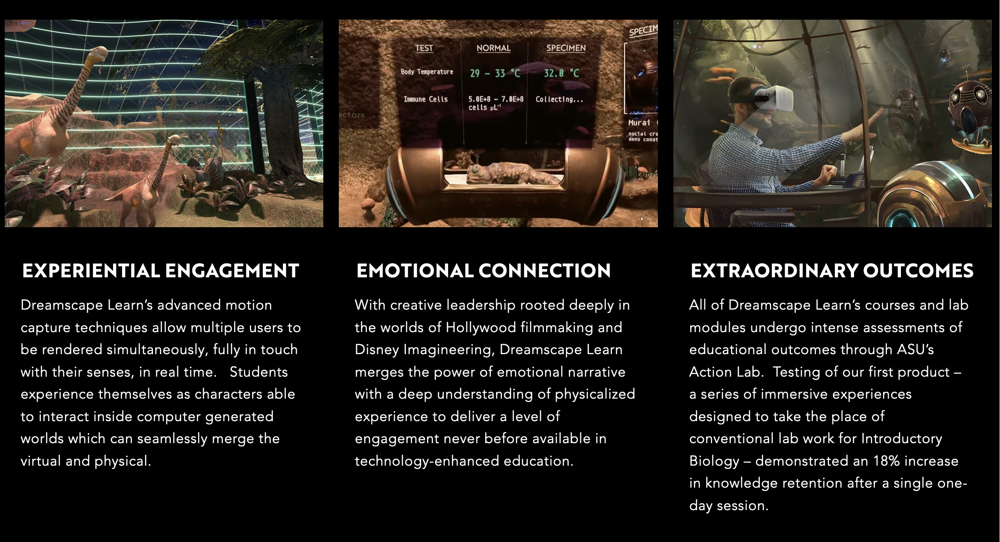 TEST NORMAL SPECIMEN
Body Temperature 29 – 33 °C 32.0 °C
Immune Cells 5.0E+8 – 7.0E+8 Collecting...
cells µL⁻¹
actors
SPECIM
Murai
social cre
dens const
EXPERIENTIAL ENGAGEMENT
Dreamscape Learn’s advanced motion
capture techniques allow multiple users to
be rendered simultaneously, fully in touch
with their senses, in real time. Students
experience themselves as characters able
to interact inside computer generated
worlds which can seamlessly merge the
virtual and physical.
EMOTIONAL CONNECTION
With creative leadership rooted deeply in
the worlds of Hollywood filmmaking and
Disney Imagineering, Dreamscape Learn
merges the power of emotional narrative
with a deep understanding of physicalized
experience to deliver a level of
engagement never before available in
technology-enhanced education.
EXTRAORDINARY OUTCOMES
All of Dreamscape Learn’s courses and lab
modules undergo intense assessments of
educational outcomes through ASU’s
Action Lab. Testing of our first product –
a series of immersive experiences
designed to take the place of
conventional lab work for Introductory
Biology – demonstrated an 18% increase
in knowledge retention after a single one-
day session.